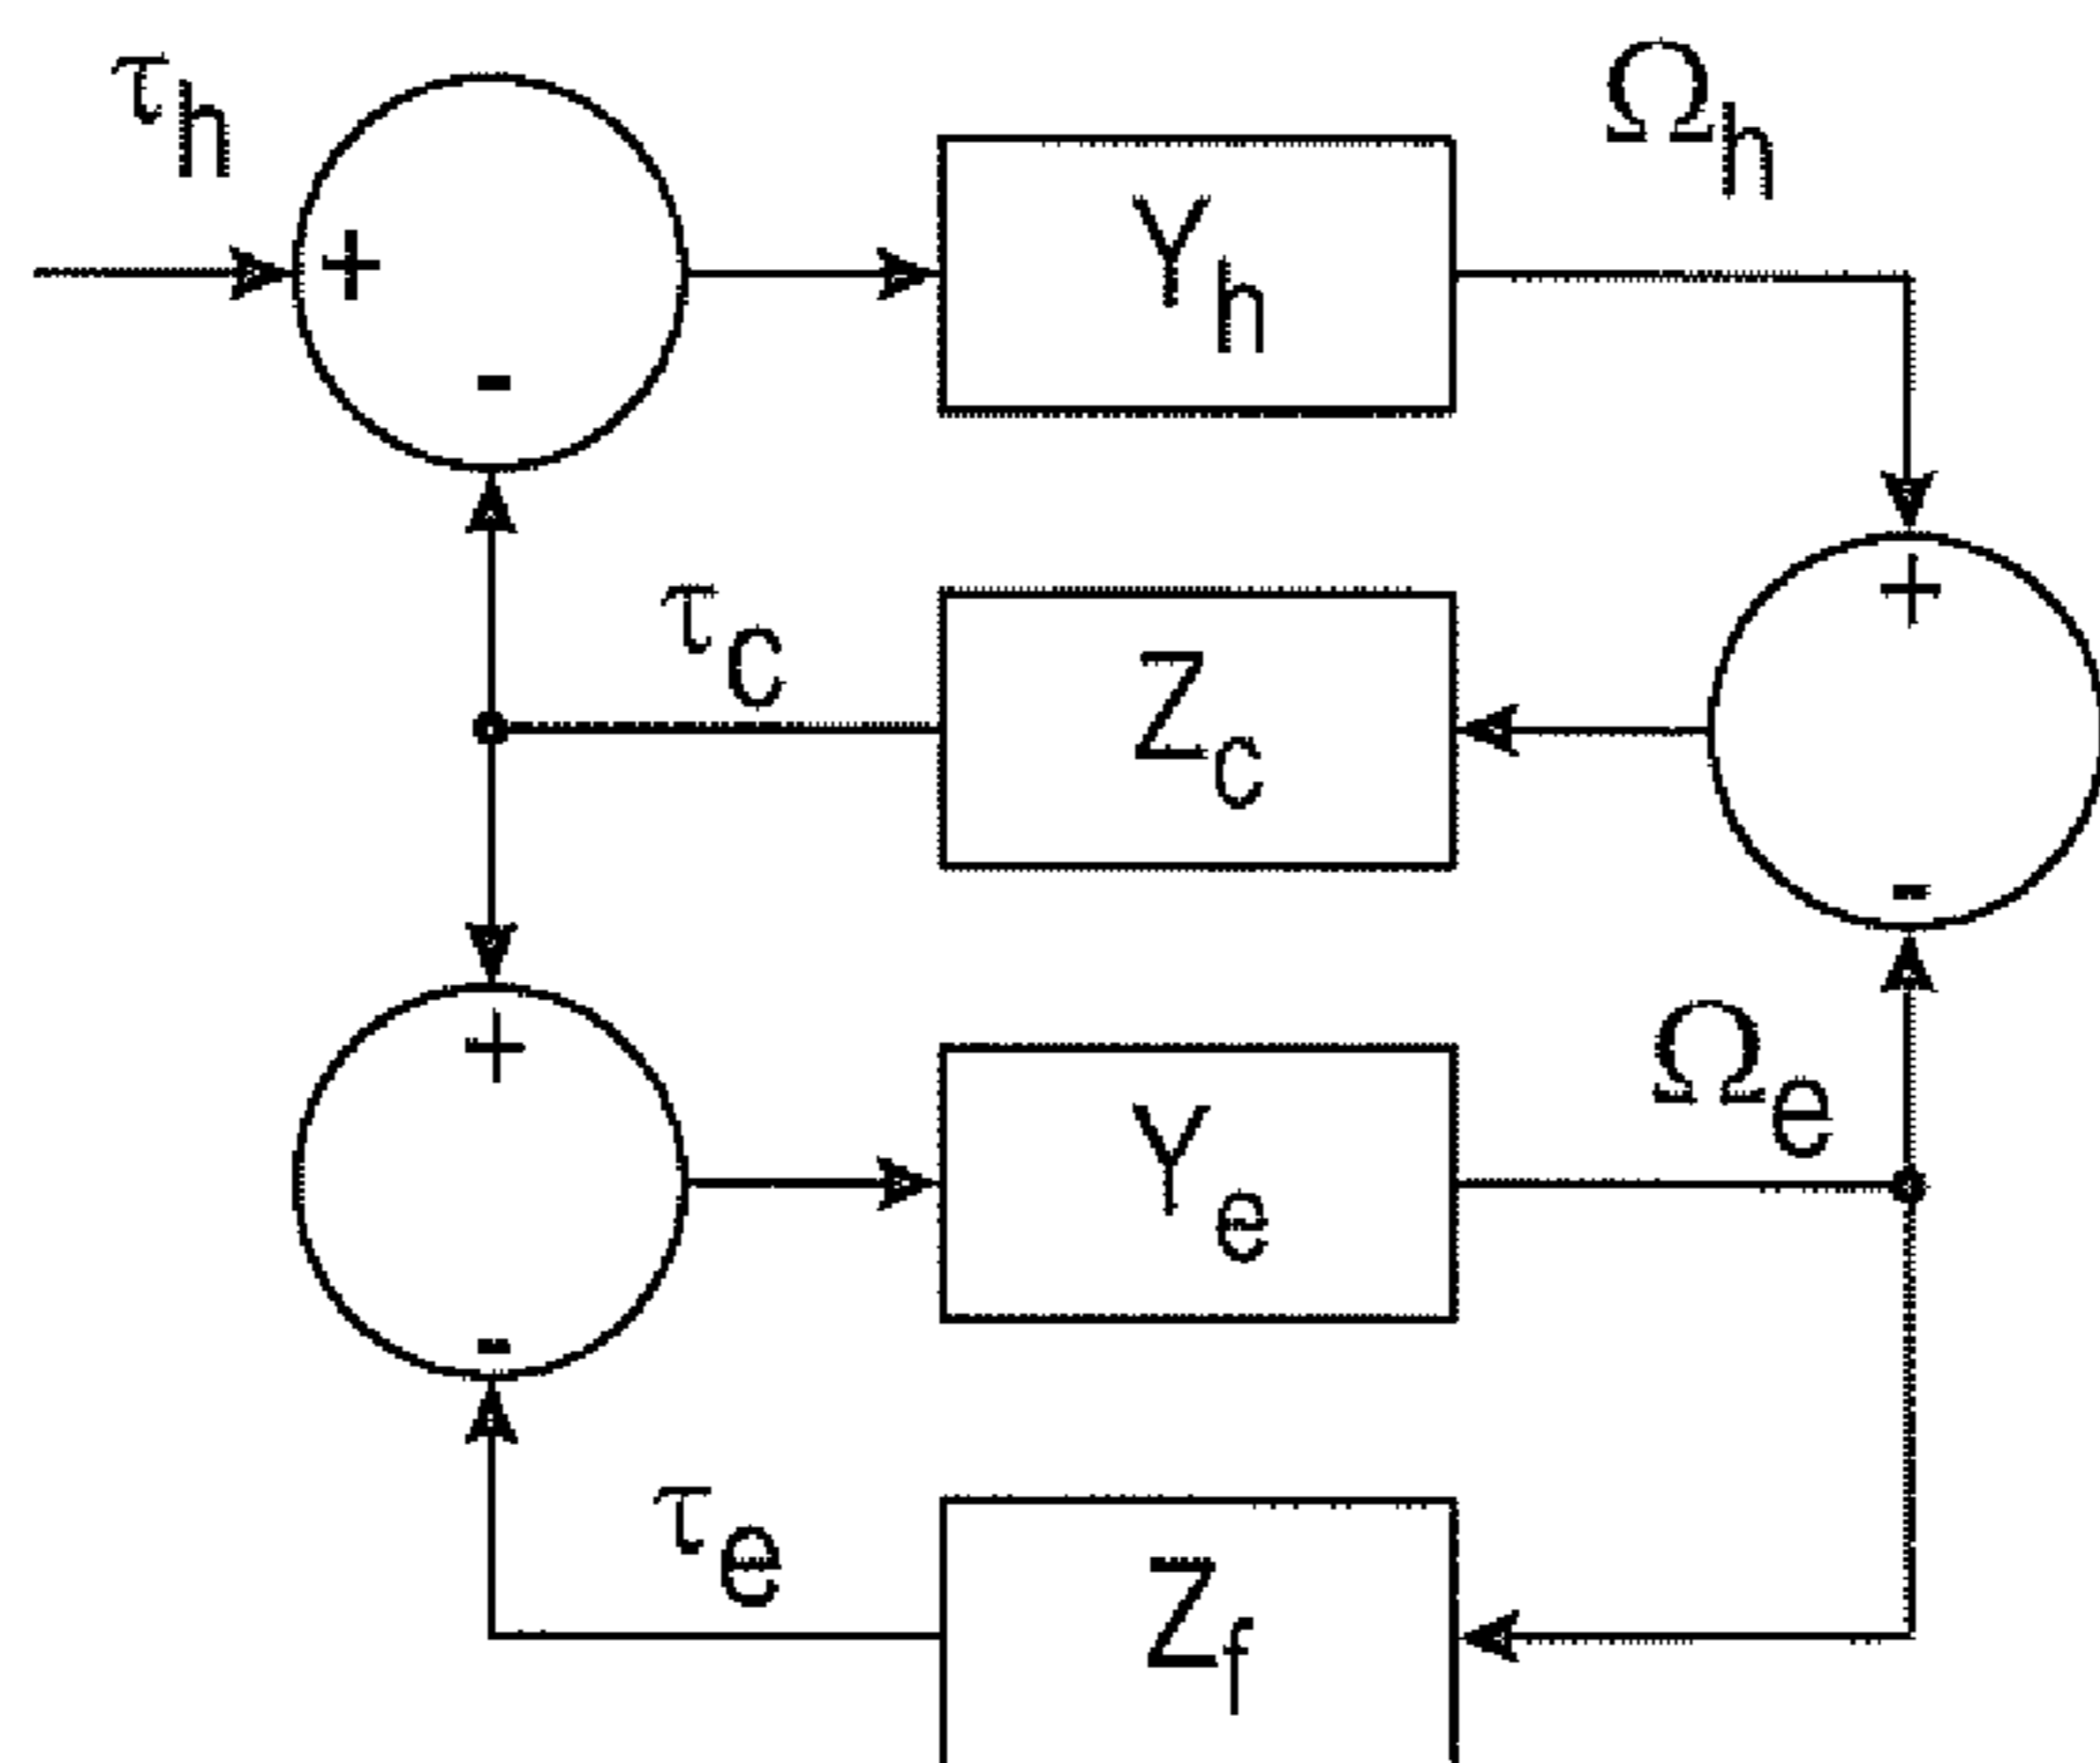 τh
Ωh
+
Yh
-
+
τc
Zc
-
+
Ωe
Ye
-
τe
Zf